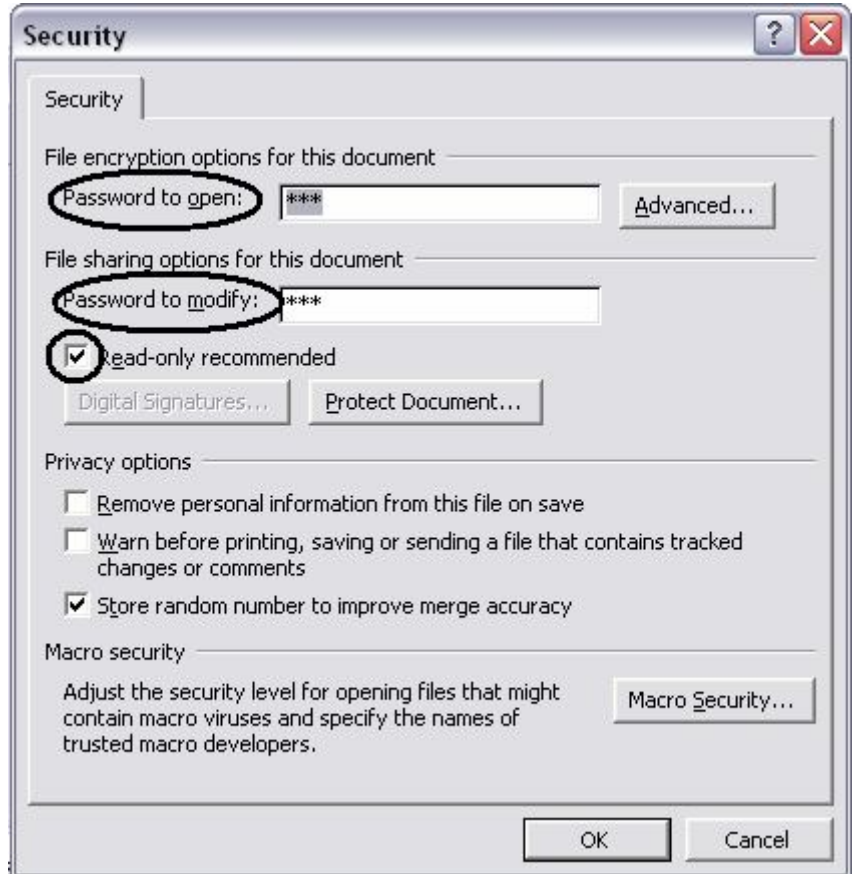 Security
?
Security
File encryption options for this document
Password to open:
***
Advanced...
File sharing options for this document
Password to modify:
***
Read-only recommended
Digital Signatures...
Protect Document...
Privacy options
Remove personal information from this file on save
Warn before printing, saving or sending a file that contains tracked
changes or comments
Store random number to improve merge accuracy
Macro security
Adjust the security level for opening files that might
contain macro viruses and specify the names of
trusted macro developers.
Macro Security...
OK
Cancel